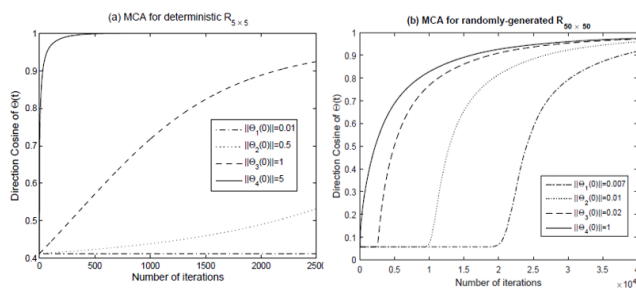 (a) MCA for deterministic R5 × 5
Direction Cosine of Θ(t)
1
0.9
0.8
0.7
0.6
0.5
0.4
||Θ1(0)||=0.01
||Θ2(0)||=0.5
||Θ3(0)||=1
||Θ4(0)||=5
0 500 1000 1500 2000 2500
Number of iterations
(b) MCA for randomly-generated R50 × 50
Direction Cosine of Θ(t)
1
0.9
0.8
0.7
0.6
0.5
0.4
0.3
0.2
0.1
0
||Θ1(0)||=0.007
||Θ2(0)||=0.01
||Θ3(0)||=0.02
||Θ4(0)||=1
0 0.5 1 1.5 2 2.5 3 3.5
Number of iterations
× 10⁴